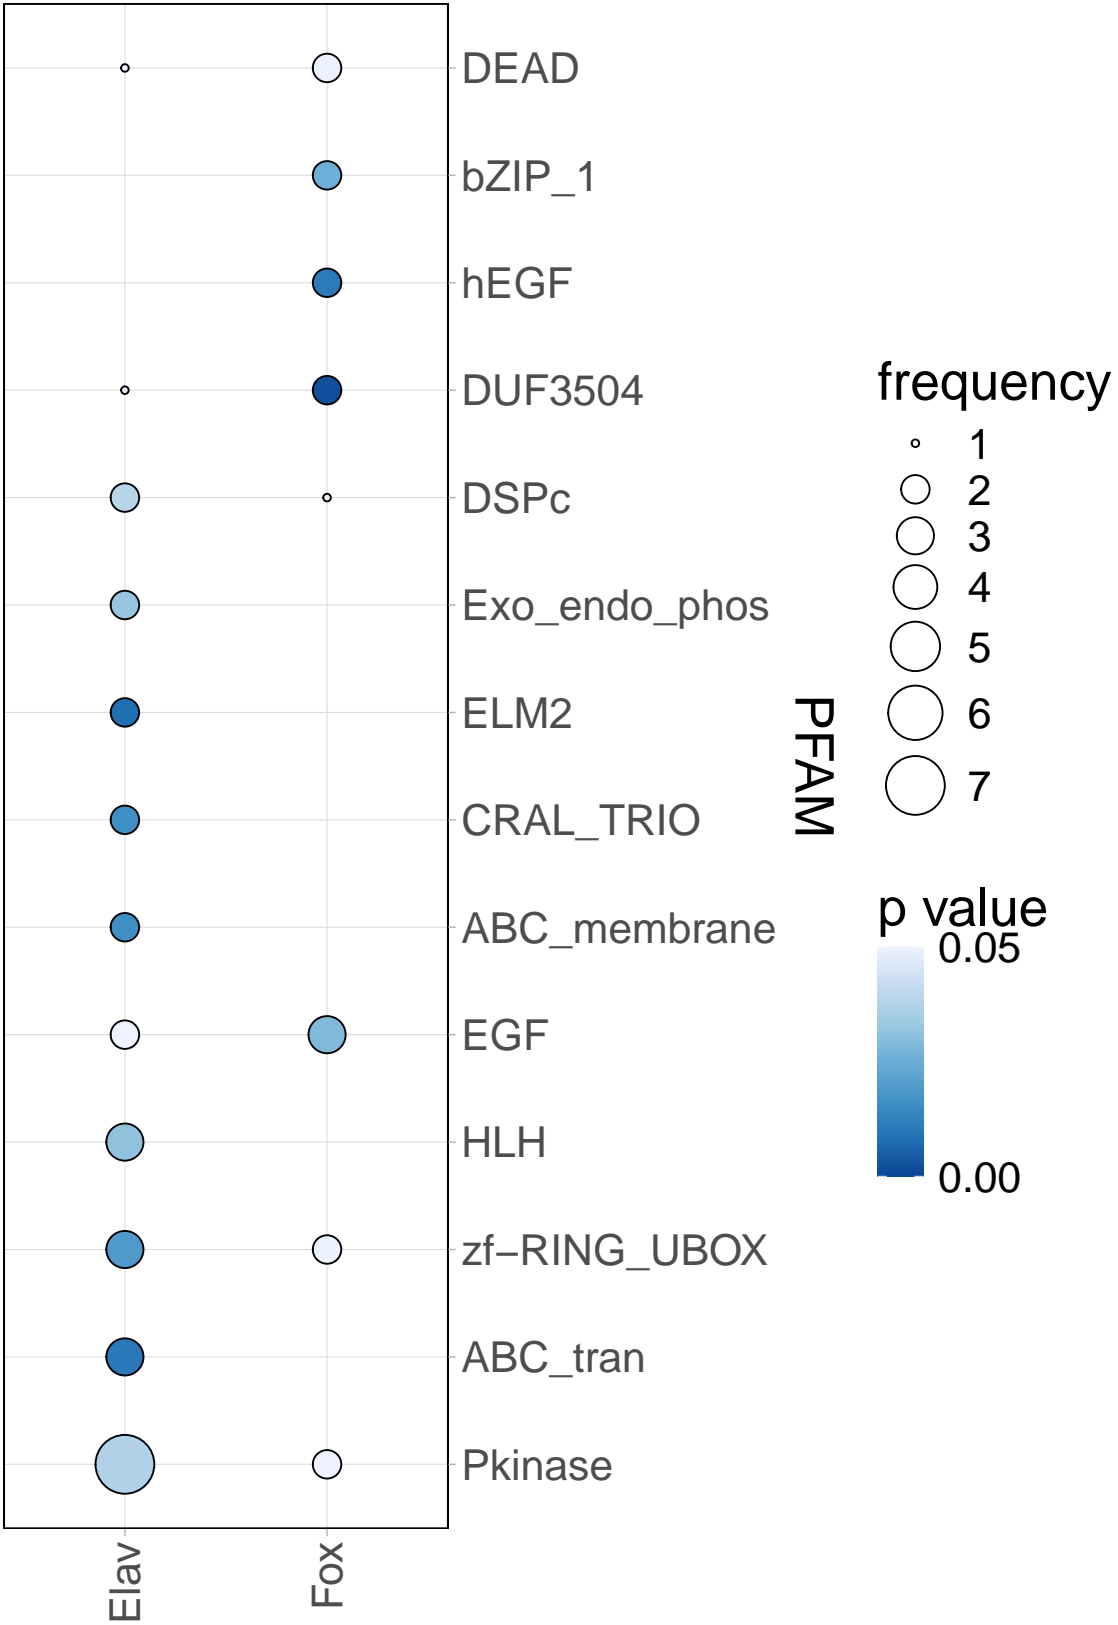 DEAD
bZIP_1
hEGF
DUF3504
DSPc
Exo_endo_phos
ELM2
CRAL_TRIO
ABC_membrane
EGF
HLH
zf−RING_UBOX
ABC_tran
Pkinase
Elav
Fox
PFAM
frequency
1
2
3
4
5
6
7
p value
0.05
0.00